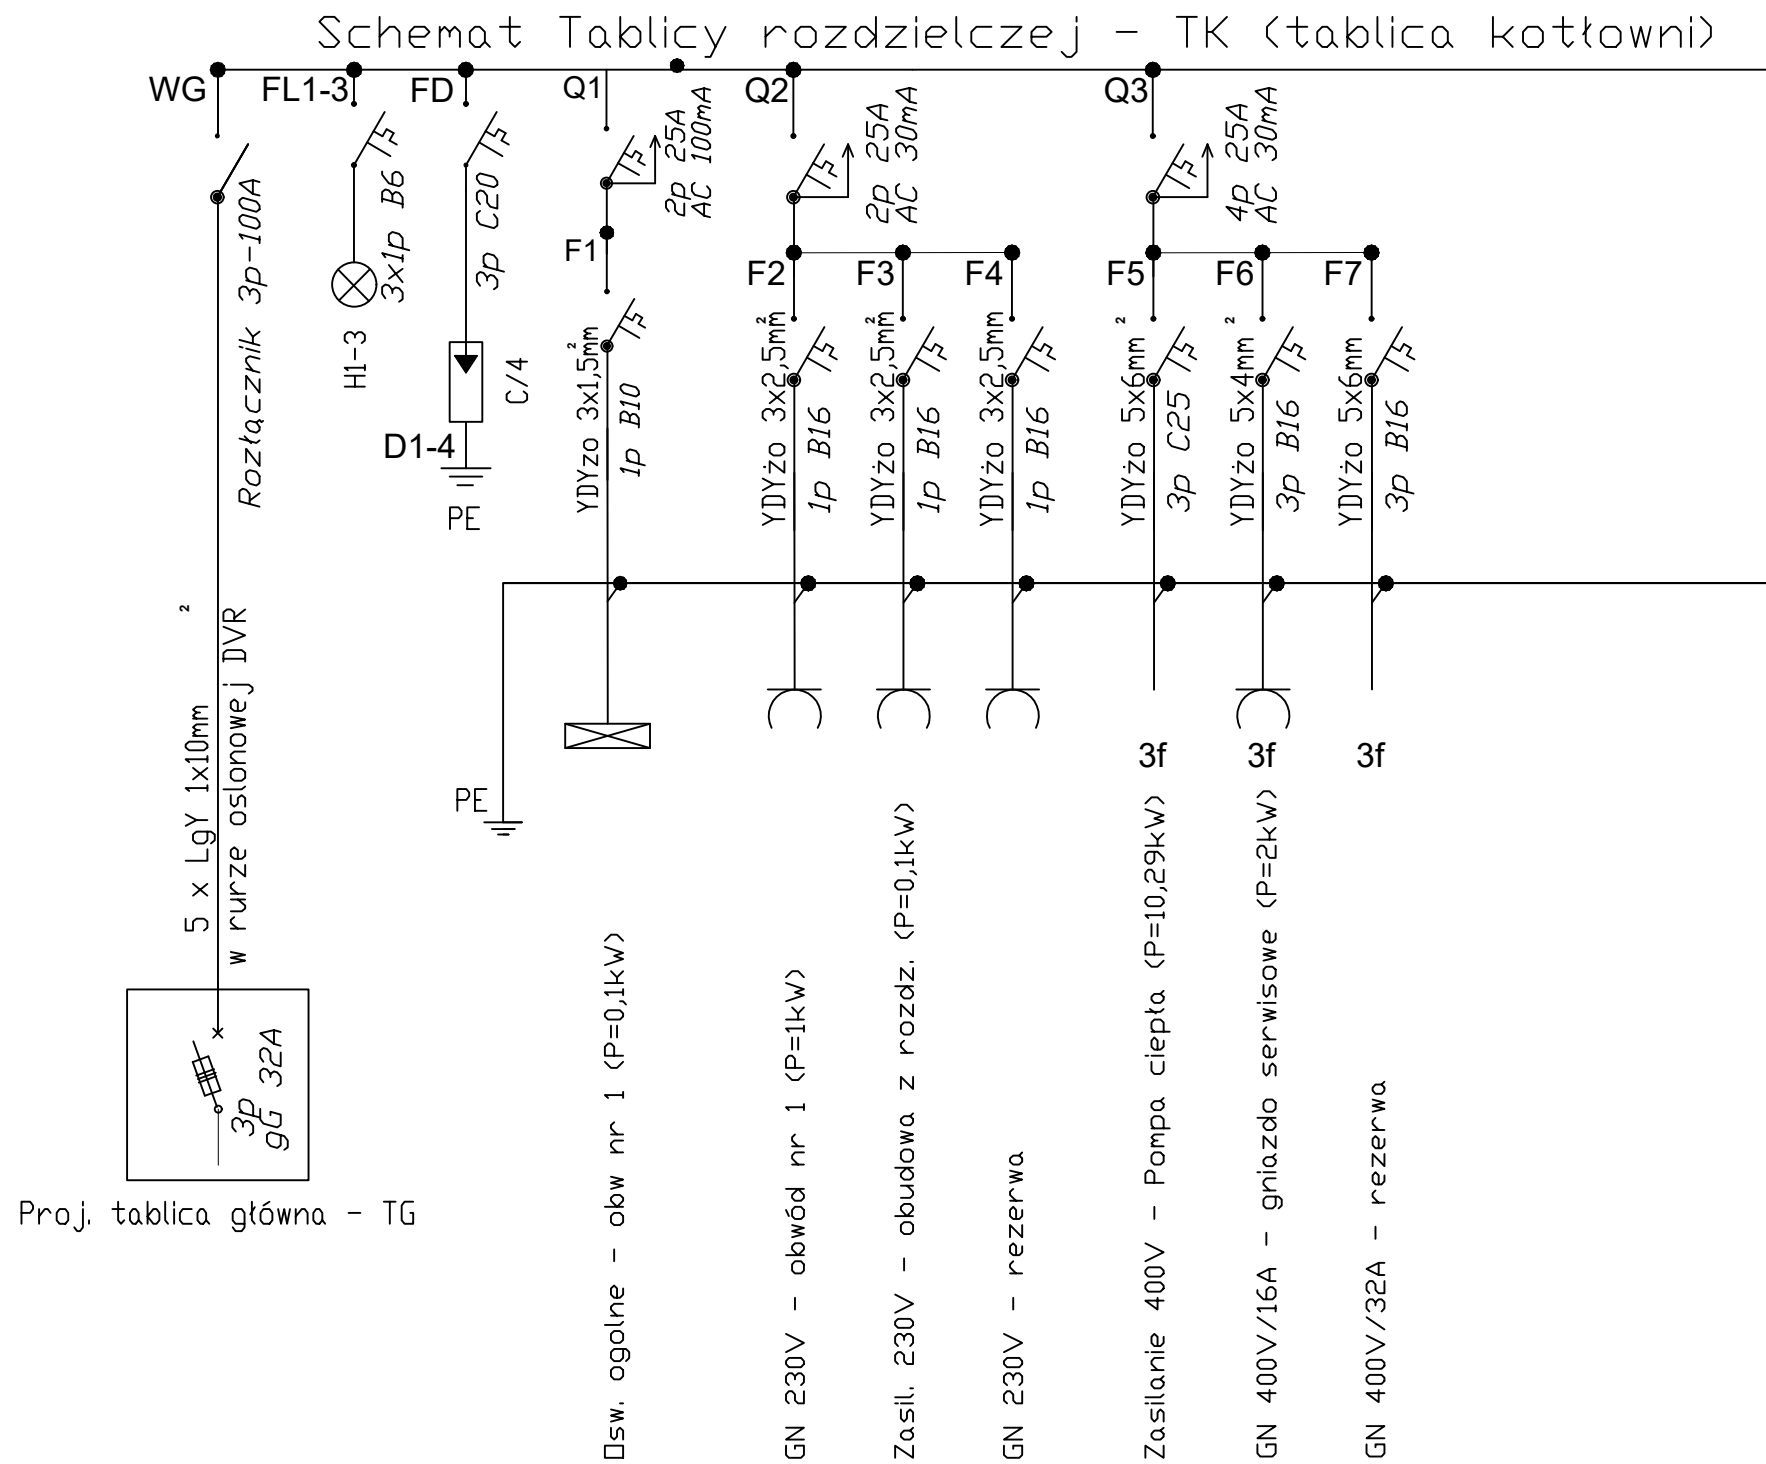 Schemat Tablicy rozdzielczej - TK (tablica kotłowni)
WG
FL1-3
FD
Q1
Q2
Q3
Rozłącznik 3p-100A
3x1p B6
H1-3
3p C20
C/4
D1-4
PE
2p 25A
AC 100mA
2p 25A
AC 30mA
4p 25A
AC 30mA
F1
F2
F3
F4
F5
F6
F7
YDYzo 3x1,5mm²
1p B10
YDYżo 3x2,5mm²
1p B16
YDYżo 3x2,5mm²
1p B16
YDYżo 3x2,5mm
1p B16
YDYżo 5x6mm²
3p C25
YDYżo 5x4mm²
3p B16
YDYżo 5x6mm
3p B16
5 x LgY 1x10mm²
w rurze oslonowej DVR
PE
3f
3f
3f
3p
gG 32A
Proj. tablica główna - TG
Osw. ogolne - obw nr 1 (P=0,1kW)
GN 230V - obwód nr 1 (P=1kW)
Zasil. 230V - obudowa z rozdz. (P=0,1kW)
GN 230V - rezerwa
Zasilanie 400V - Pompa ciepła (P=10,29kW)
GN 400V/16A - gniazdo serwisowe (P=2kW)
GN 400V/32A - rezerwa